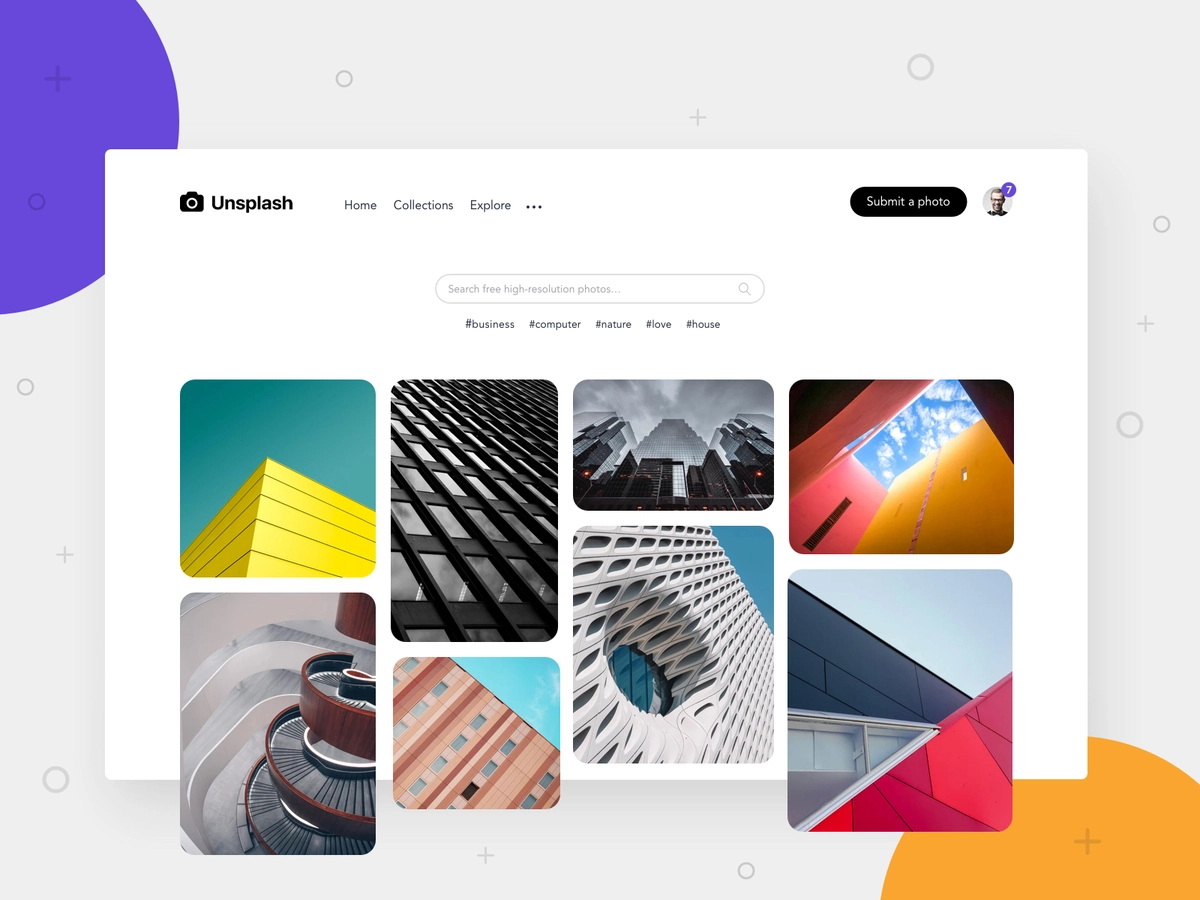 Unsplash Home Collections Explore ••• Submit a photo 7
Search free high-resolution photos...
#business #computer #nature #love #house